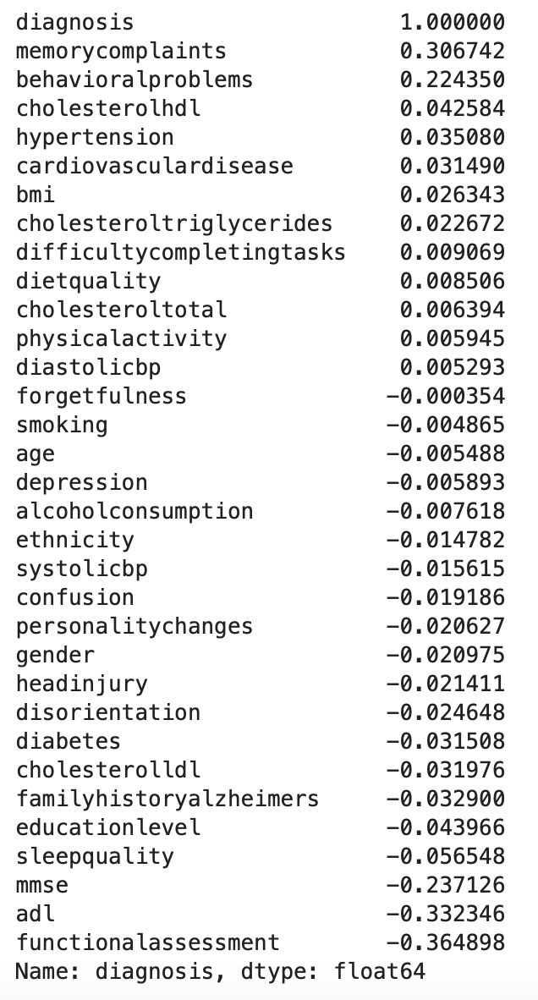 diagnosis 1.000000
memorycomplaints 0.306742
behavioralproblems 0.224350
cholesterolhdl 0.042584
hypertension 0.035080
cardiovasculardisease 0.031490
bmi 0.026343
cholesteroltriglycerides 0.022672
difficultycompletingtasks 0.009069
dietquality 0.008506
cholesteroltotal 0.006394
physicalactivity 0.005945
diastolicbp 0.005293
forgetfulness -0.000354
smoking -0.004865
age -0.005488
depression -0.005893
alcoholconsumption -0.007618
ethnicity -0.014782
systolicbp -0.015615
confusion -0.019186
personalitychanges -0.020627
gender -0.020975
headinjury -0.021411
disorientation -0.024648
diabetes -0.031508
cholesterolldl -0.031976
familyhistoryalzheimers -0.032900
educationlevel -0.043966
sleepquality -0.056548
mmse -0.237126
adl -0.332346
functionalassessment -0.364898
Name: diagnosis, dtype: float64